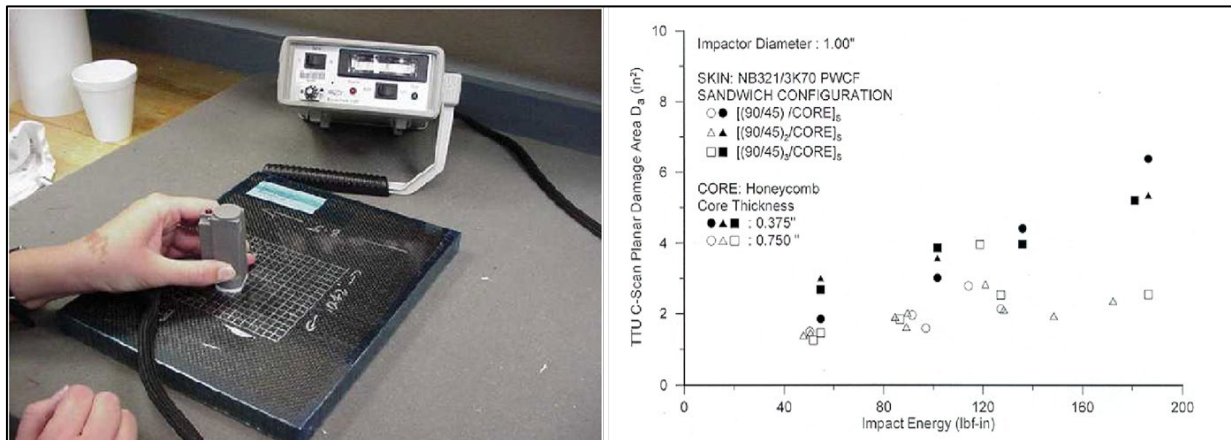 10
8
6
4
2
0
TTU C-Scan Planar Damage Area Dₐ (in²)
Impactor Diameter : 1.00"
SKIN: NB321/3K70 PWCF
SANDWICH CONFIGURATION
○ ● [(90/45) /CORE]ₛ
△ ▲ [(90/45)₂/CORE]ₛ
□ ■ [(90/45)₃/CORE]ₛ
CORE: Honeycomb
Core Thickness
● ▲ ■ : 0.375"
○ △ □ : 0.750 "
0 40 80 120 160 200
Impact Energy (lbf-in)